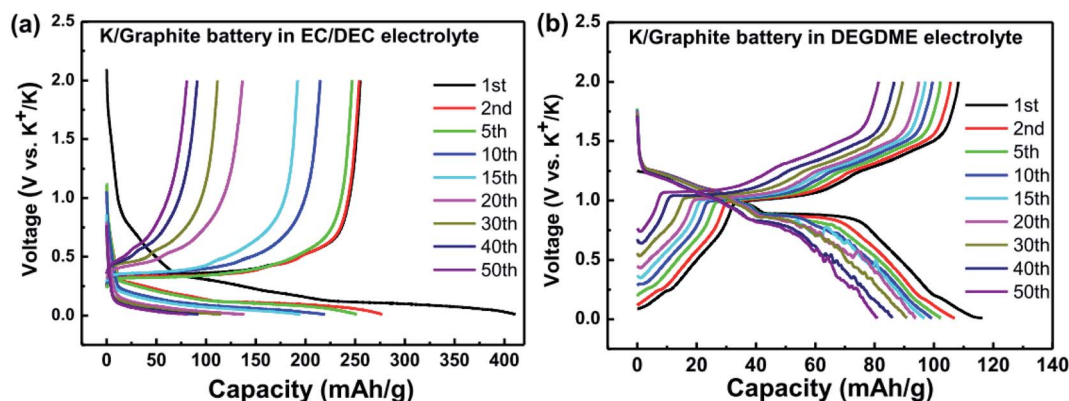 (a)
K/Graphite battery in EC/DEC electrolyte
Voltage (V vs. K⁺/K)
2.5
2.0
1.5
1.0
0.5
0.0
1st
2nd
5th
10th
15th
20th
30th
40th
50th
0 50 100 150 200 250 300 350 400
Capacity (mAh/g)
(b)
K/Graphite battery in DEGDME electrolyte
Voltage (V vs. K⁺/K)
2.5
2.0
1.5
1.0
0.5
0.0
1st
2nd
5th
10th
15th
20th
30th
40th
50th
0 20 40 60 80 100 120 140
Capacity (mAh/g)